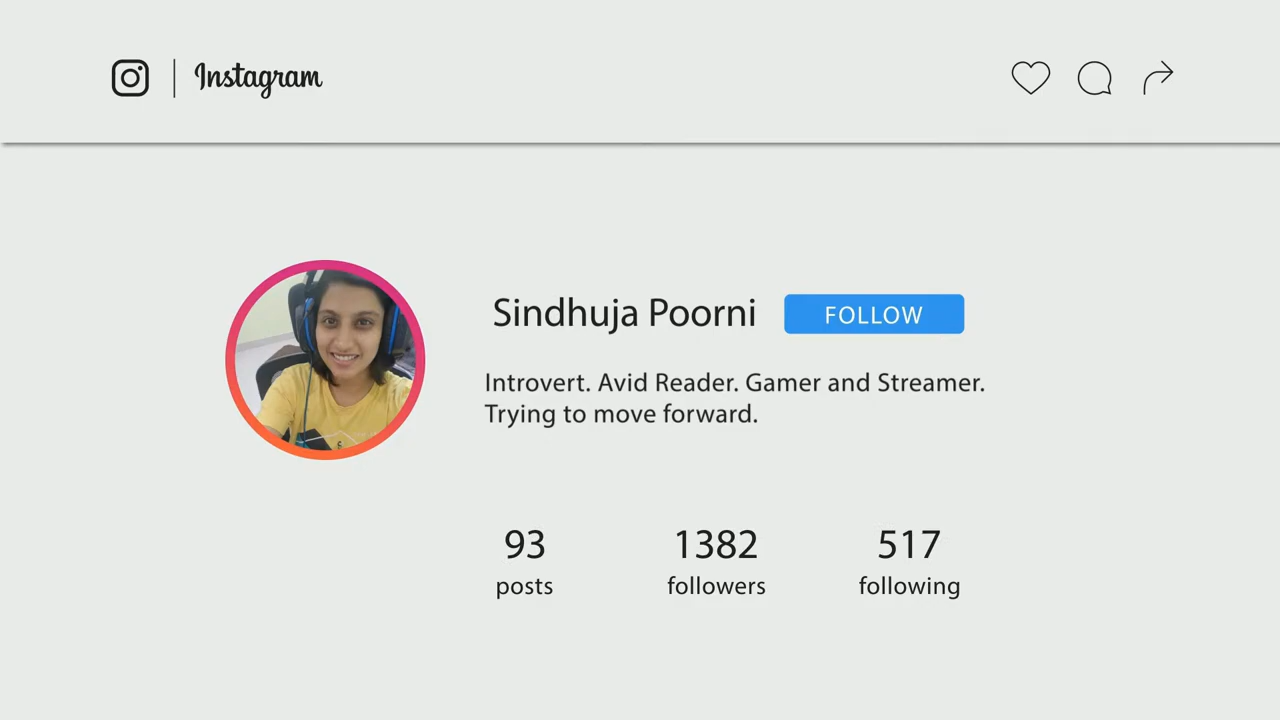 Instagram
Sindhuja Poorni
FOLLOW
Introvert. Avid Reader. Gamer and Streamer.
Trying to move forward.
93
1382
517
posts
followers
following